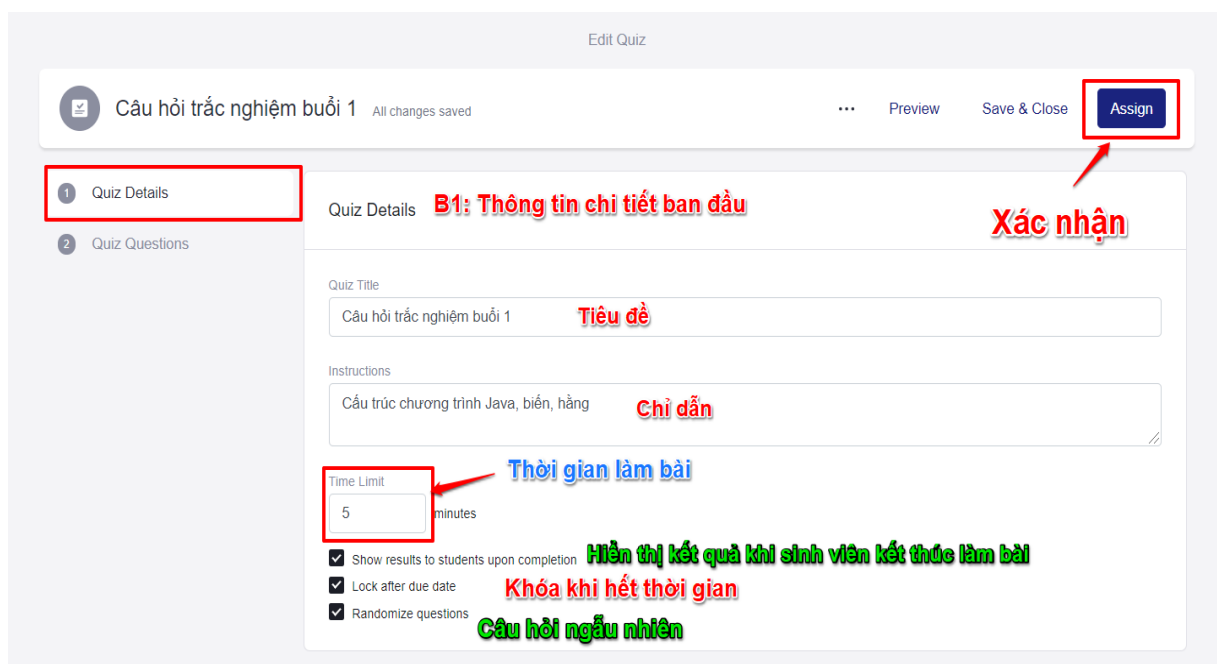 Edit Quiz
Câu hỏi trắc nghiệm buổi 1 All changes saved ••• Preview Save & Close Assign
1 Quiz Details
2 Quiz Questions
Quiz Details B1: Thông tin chi tiết ban đầu
Xác nhận
Quiz Title
Câu hỏi trắc nghiệm buổi 1 Tiêu đề
Instructions
Cấu trúc chương trình Java, biến, hằng Chỉ dẫn
Thời gian làm bài
Time Limit
5 minutes
Show results to students upon completion Hiển thị kết quả khi sinh viên kết thúc làm bài
Lock after due date Khóa khi hết thời gian
Randomize questions
Câu hỏi ngẫu nhiên